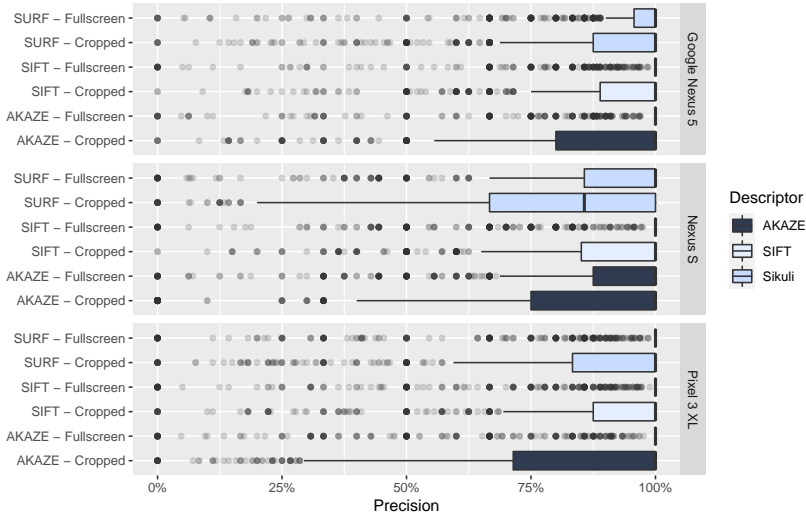 SURF – Fullscreen
SURF – Cropped
SIFT – Fullscreen
SIFT – Cropped
AKAZE – Fullscreen
AKAZE – Cropped
Google Nexus 5
SURF – Fullscreen
SURF – Cropped
SIFT – Fullscreen
SIFT – Cropped
AKAZE – Fullscreen
AKAZE – Cropped
Nexus S
SURF – Fullscreen
SURF – Cropped
SIFT – Fullscreen
SIFT – Cropped
AKAZE – Fullscreen
AKAZE – Cropped
Pixel 3 XL
0% 25% 50% 75% 100%
Precision
Descriptor
AKAZE
SIFT
Sikuli